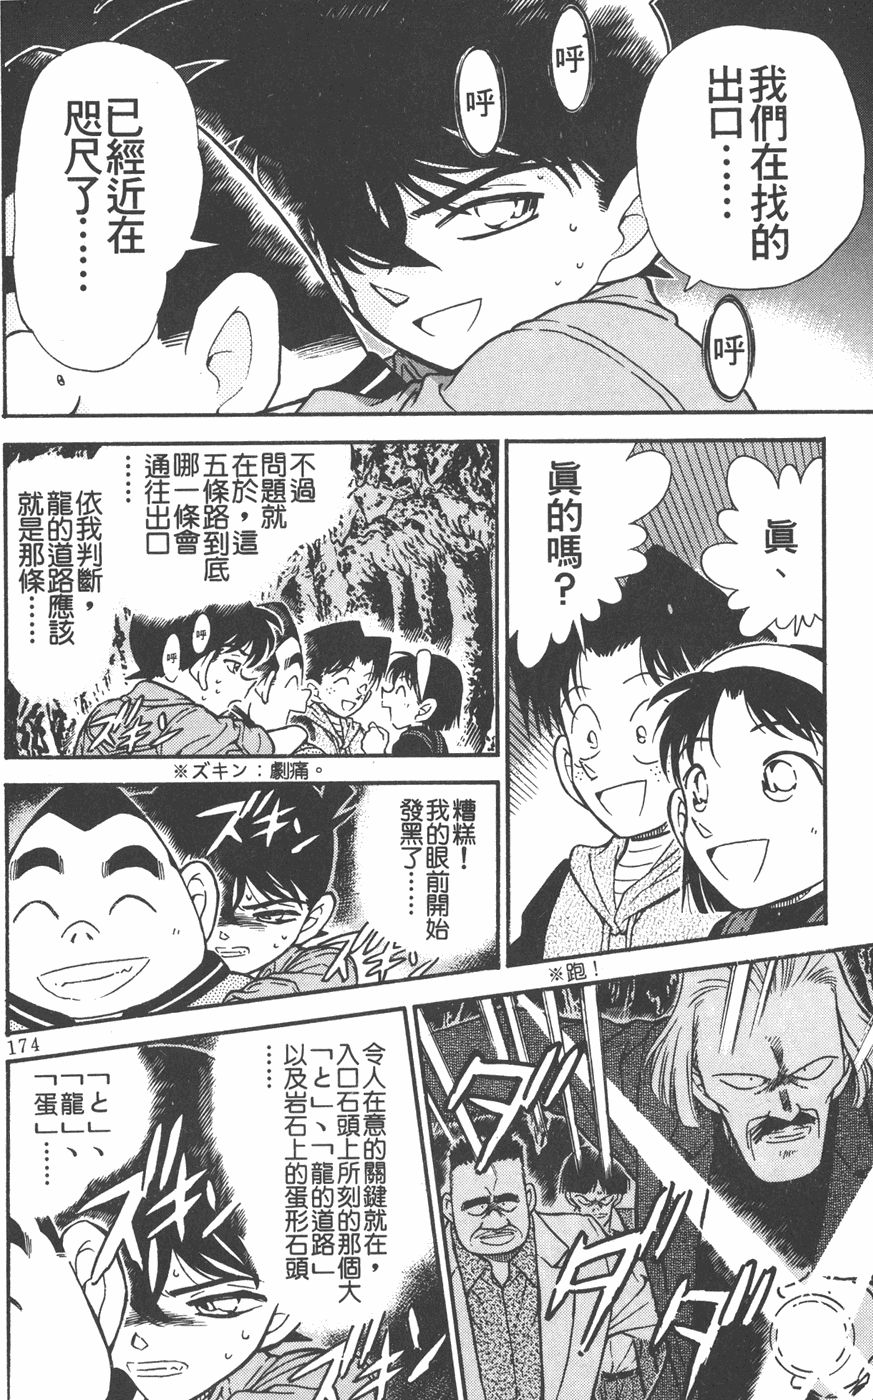 我們在找的
出口……
呼
呼
呼
已經近在
咫尺了……
眞、
眞的嗎？
不過
問題就
在於，這
五條路到底
哪一條會
通往出口
……
依我判斷，
龍的道路應該
就是那條……
呼
呼
ズキン
※ズキン：劇痛。
糟糕！
我的眼前開始
發黑了……
ズキン
ズキン
※跑！
ダダダ
令人在意的關鍵就在，
入口石頭上所刻的那個大
「と」、「龍的道路」
以及岩石上的蛋形石頭
……
「と」、
「龍」、
「蛋」……
ズキン
ズキン
174